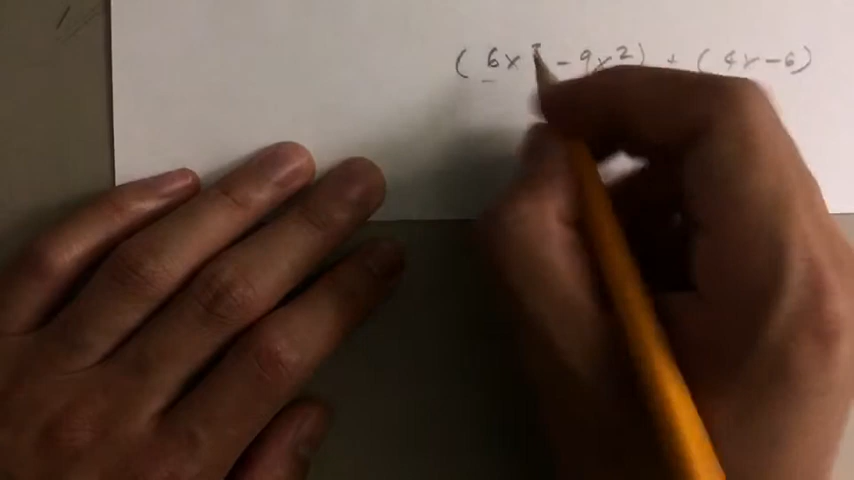 ( 6x³ - 9x² ) + ( 4x - 6 )